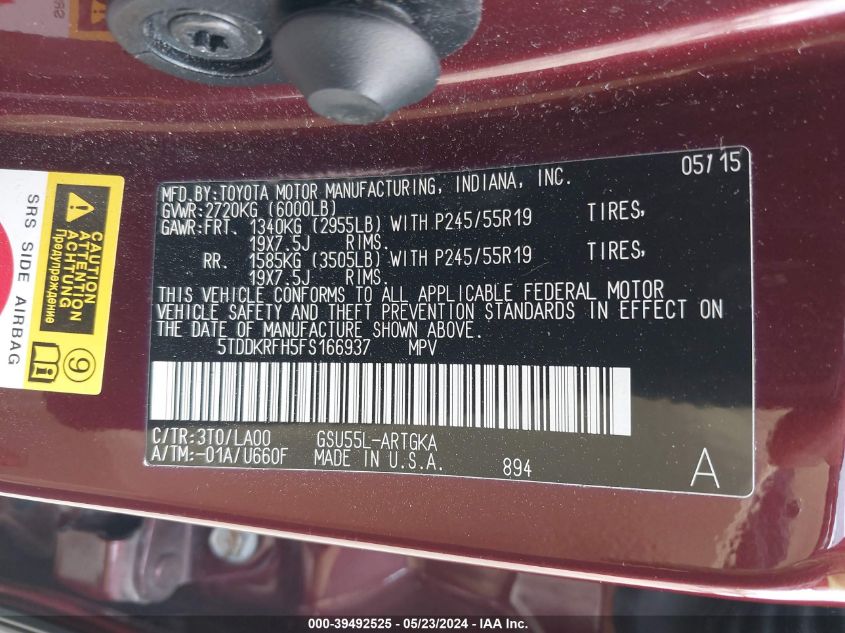 05/15
MFD.BY:TOYOTA MOTOR MANUFACTURING, INDIANA, INC.
GVWR:2720KG (6000LB)
GAWR:FRT. 1340KG (2955LB) WITH P245/55R19 TIRES,
19X7.5J RIMS.
RR. 1585KG (3505LB) WITH P245/55R19 TIRES,
19X7.5J RIMS.
THIS VEHICLE CONFORMS TO ALL APPLICABLE FEDERAL MOTOR
VEHICLE SAFETY AND THEFT PREVENTION STANDARDS IN EFFECT ON
THE DATE OF MANUFACTURE SHOWN ABOVE.
5TDDKRFH5FS166937 MPV
C/TR:3T0/LA00 GSU55L-ARTGKA
A/TM:-01A/U660F MADE IN U.S.A. 894 A
SRS SIDE AIRBAG
CAUTION
ATTENTION
ACHTUNG
Предупреждение
9
000-39492525 - 05/23/2024 - IAA Inc.